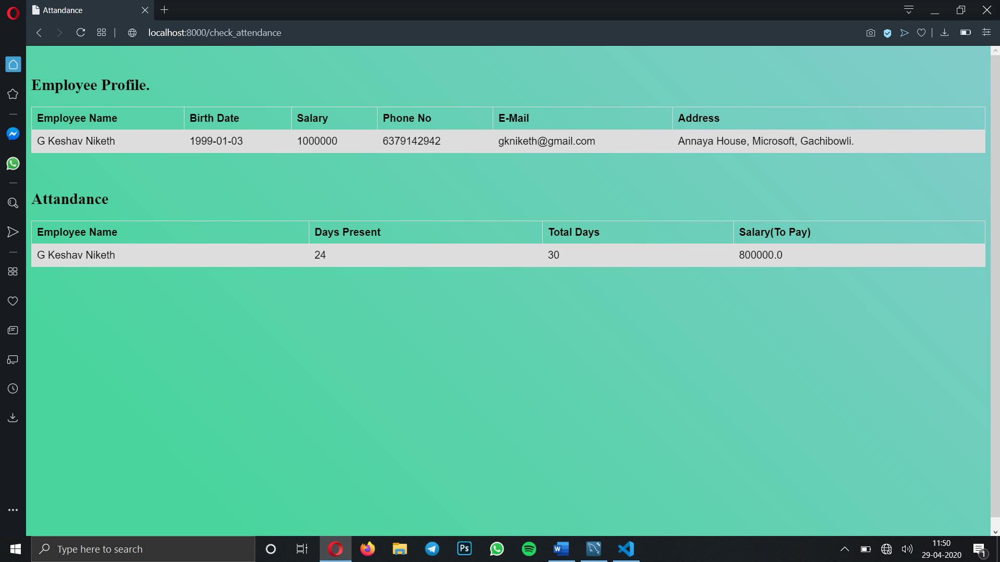 Attandance
localhost:8000/check_attendance
Employee Profile.
Employee Name Birth Date Salary Phone No E-Mail Address
G Keshav Niketh 1999-01-03 1000000 6379142942 gkniketh@gmail.com Annaya House, Microsoft, Gachibowli.
Attandance
Employee Name Days Present Total Days Salary(To Pay)
G Keshav Niketh 24 30 800000.0
Type here to search
Ps
W
11:50
29-04-2020
1